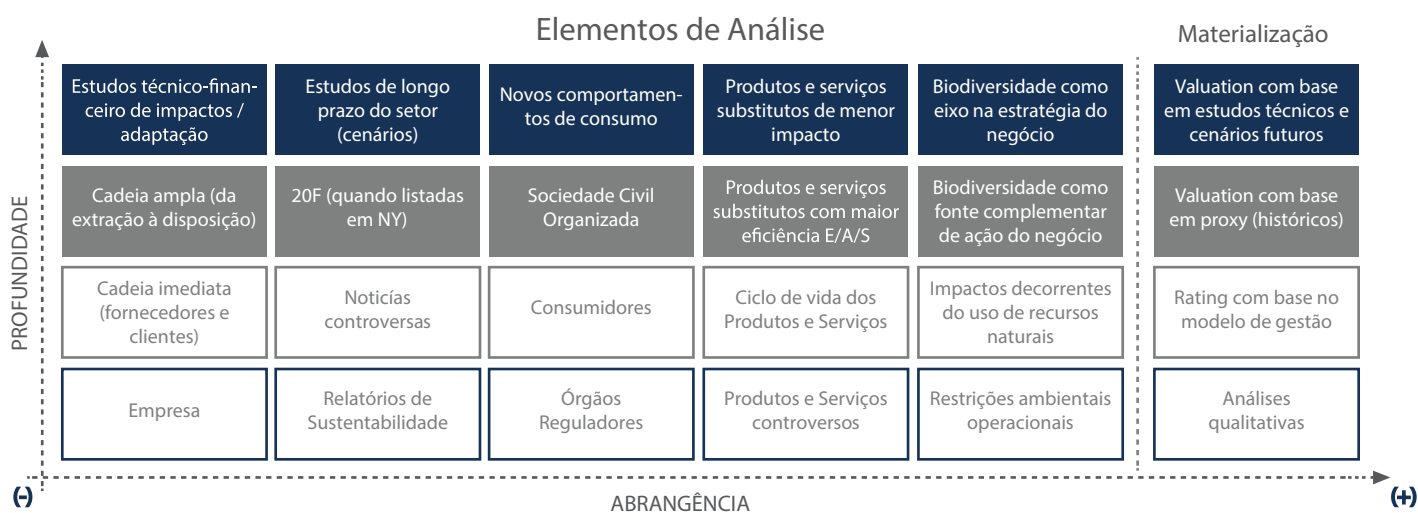 Elementos de Análise
Materialização
PROFUNDIDADE
Estudos técnico-finan-
ceiro de impactos /
adaptação
Estudos de longo
prazo do setor
(cenários)
Novos comportamen-
tos de consumo
Produtos e serviços
substitutos de menor
impacto
Biodiversidade como
eixo na estratégia do
negócio
Valuation com base
em estudos técnicos e
cenários futuros
Cadeia ampla (da
extração à disposição)
20F (quando listadas
em NY)
Sociedade Civil
Organizada
Produtos e serviços
substitutos com maior
eficiência E/A/S
Biodiversidade como
fonte complementar
de ação do negócio
Valuation com base
em proxy (históricos)
Cadeia imediata
(fornecedores e
clientes)
Noticías
controversas
Consumidores
Ciclo de vida dos
Produtos e Serviços
Impactos decorrentes
do uso de recursos
naturais
Rating com base no
modelo de gestão
Empresa
Relatórios de
Sustentabilidade
Órgãos
Reguladores
Produtos e Serviços
controversos
Restrições ambientais
operacionais
Análises
qualitativas
(-)
ABRANGÊNCIA
(+)